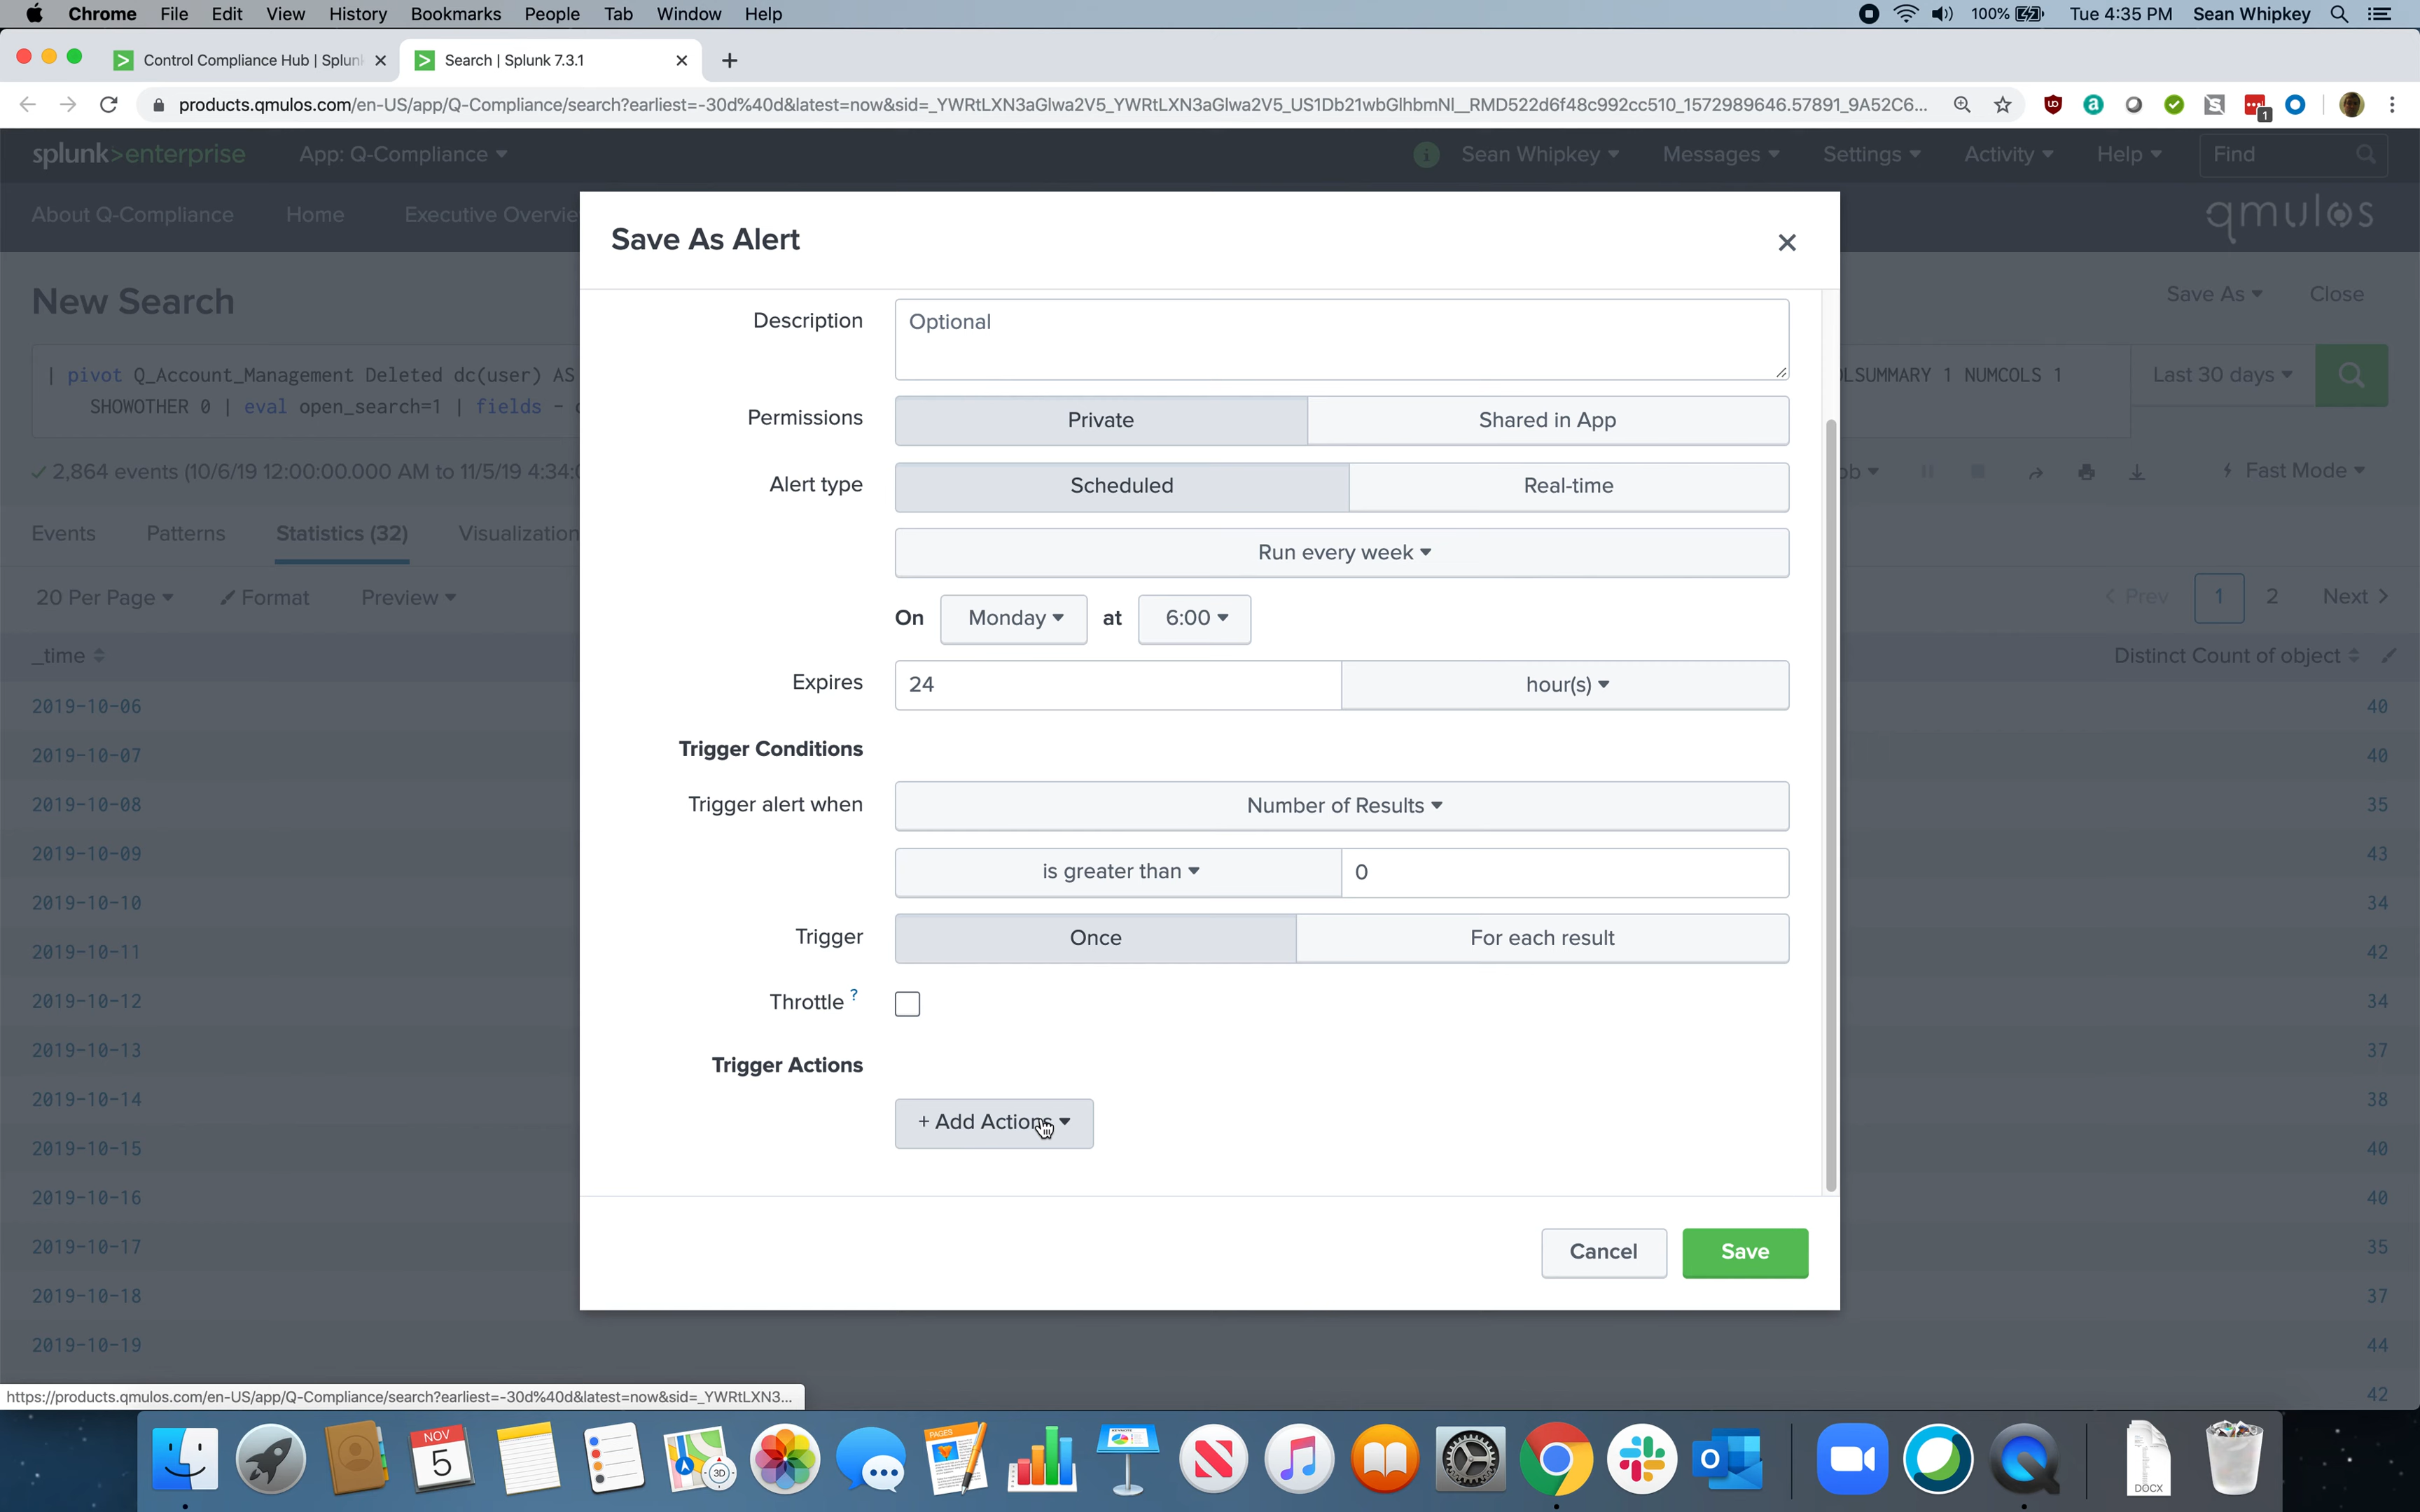 Chrome File Edit View History Bookmarks People Tab Window Help 100% Tue 4:35 PM Sean Whipkey
Control Compliance Hub | Splun Search | Splunk 7.3.1
products.qmulos.com/en-US/app/Q-Compliance/search?earliest=-30d%40d&latest=now&sid=_YWRtLXN3aGlwa2V5_YWRtLXN3aGlwa2V5_US1Db21wbGlhbmNl__RMD522d6f48c992cc510_1572989646.57891_9A52C6... 1
splunk>enterprise App: Q-Compliance i Sean Whipkey Messages Settings Activity Help Find
About Q-Compliance Home Executive Overvie qmulos
Save As Alert
New Search Save As Close
Description Optional
| pivot Q_Account_Management Deleted dc(user) AS LSUMMARY 1 NUMCOLS 1 Last 30 days
SHOWOTHER 0 | eval open_search=1 | fields -
Permissions Private Shared in App
✓ 2,864 events (10/6/19 12:00:00.000 AM to 11/5/19 4:34: ob Fast Mode
Alert type Scheduled Real-time
Events Patterns Statistics (32) Visualization
Run every week
20 Per Page Format Preview < Prev 1 2 Next >
On Monday at 6:00
_time Distinct Count of object
Expires 24 hour(s)
2019-10-06 40
Trigger Conditions
2019-10-07 40
Trigger alert when Number of Results
2019-10-08 35
2019-10-09 43
is greater than 0
2019-10-10 34
Trigger Once For each result
2019-10-11 42
2019-10-12 34
Throttle ?
2019-10-13 37
Trigger Actions
2019-10-14 38
+ Add Actions
2019-10-15 40
2019-10-16 40
2019-10-17 35
Cancel Save
2019-10-18 37
2019-10-19 44
https://products.qmulos.com/en-US/app/Q-Compliance/search?earliest=-30d%40d&latest=now&sid=_YWRtLXN3... 42
NOV
5
PAGES
3D
DOCX